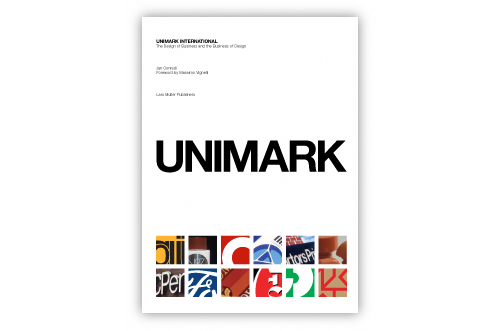 UNIMARK INTERNATIONAL
The Design of Business and the Business of Design
Jan Conradi
Foreword by Massimo Vignelli
Lars Müller Publishers
UNIMARK